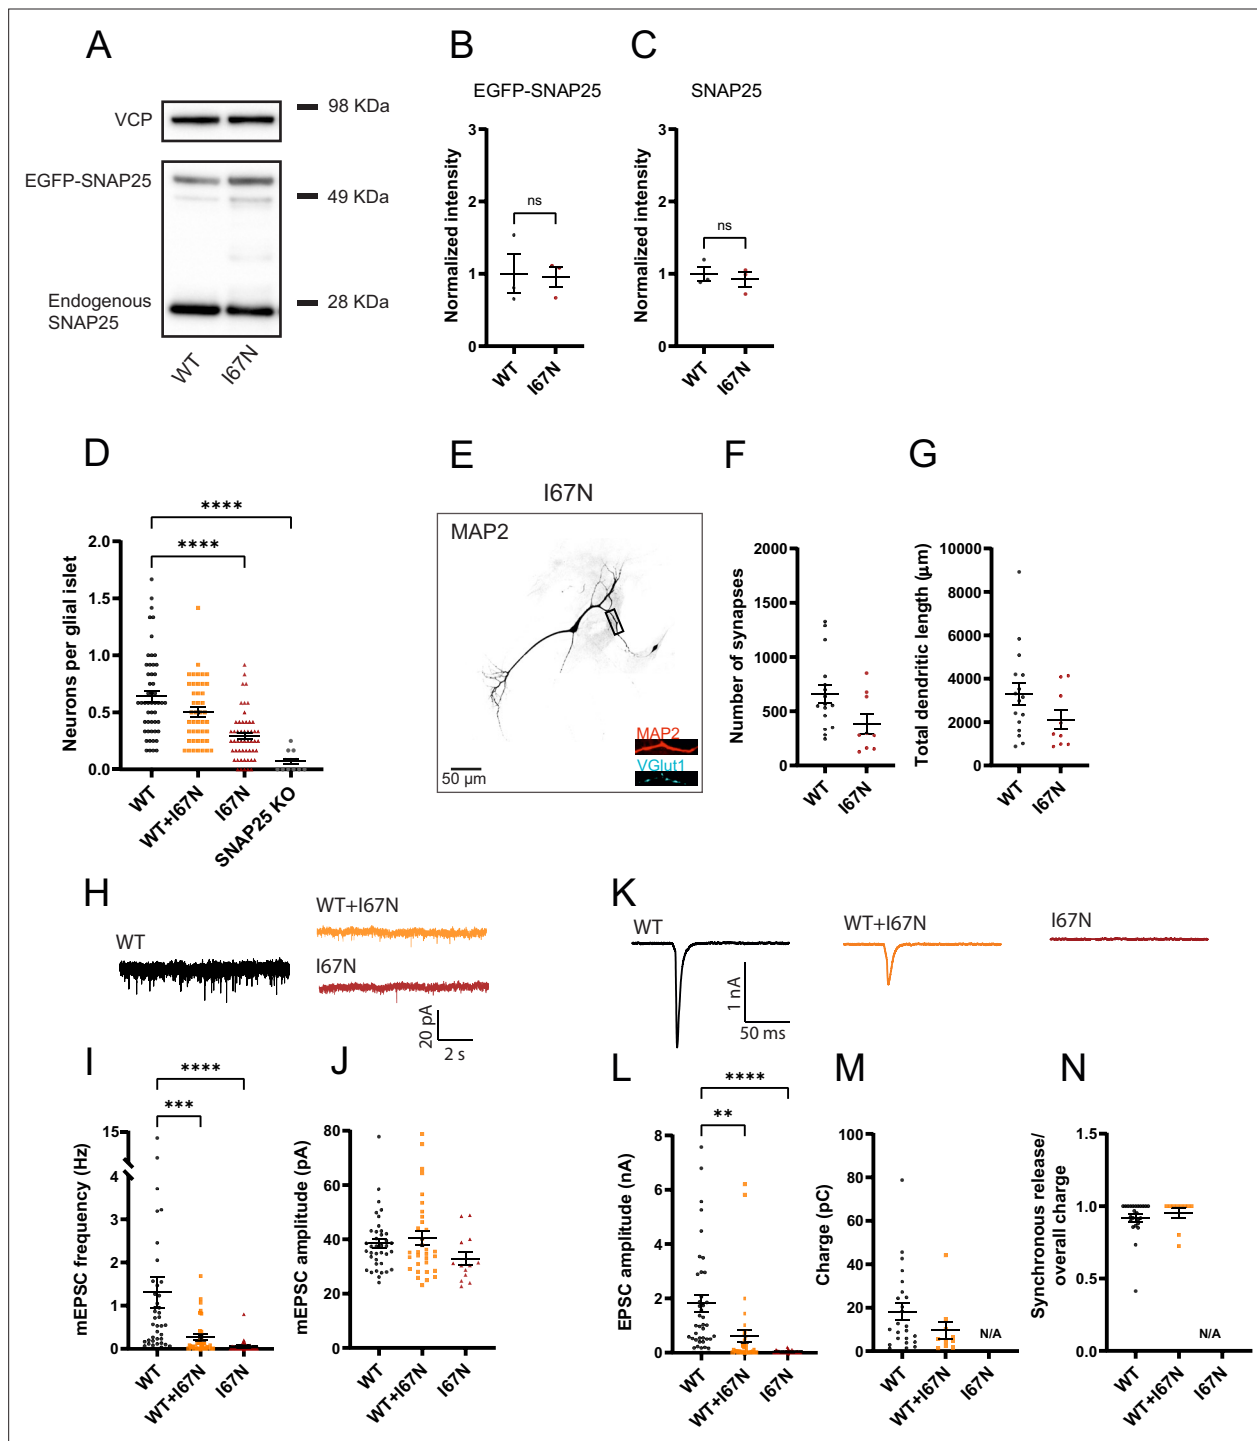 A
VCP
98 KDa
EGFP-SNAP25
49 KDa
Endogenous
SNAP25
28 KDa
WT
I67N
B
EGFP-SNAP25
Normalized intensity
3
2
1
0
ns
WT
I67N
C
SNAP25
Normalized intensity
3
2
1
0
ns
WT
I67N
D
Neurons per glial islet
2.0
1.5
1.0
0.5
0.0
****
****
WT
WT+I67N
I67N
SNAP25 KO
E
I67N
MAP2
50 µm
MAP2
VGlut1
F
Number of synapses
2000
1500
1000
500
0
WT
I67N
G
Total dendritic length (µm)
10000
8000
6000
4000
2000
0
WT
I67N
H
WT
WT+I67N
I67N
20 pA
2 s
K
WT
WT+I67N
I67N
1 nA
50 ms
I
mEPSC frequency (Hz)
15
4
3
2
1
0
****
***
WT
WT+I67N
I67N
J
mEPSC amplitude (pA)
80
60
40
20
0
WT
WT+I67N
I67N
L
EPSC amplitude (nA)
8
6
4
2
0
****
**
WT
WT+I67N
I67N
M
Charge (pC)
100
80
60
40
20
0
N/A
WT
WT+I67N
I67N
N
Synchronous release/
overall charge
1.5
1.0
0.5
0.0
N/A
WT
WT+I67N
I67N